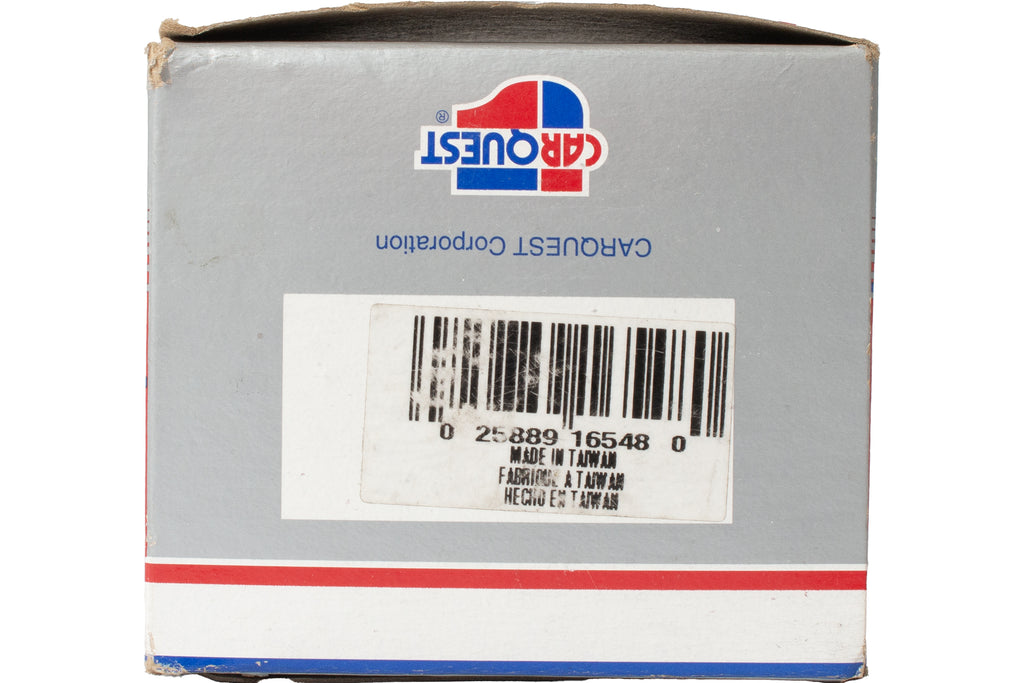 CARQUEST
®
CARQUEST Corporation
0 25889 16548 0
MADE IN TAIWAN
FABRIQUE A TAIWAN
HECHO EN TAIWAN